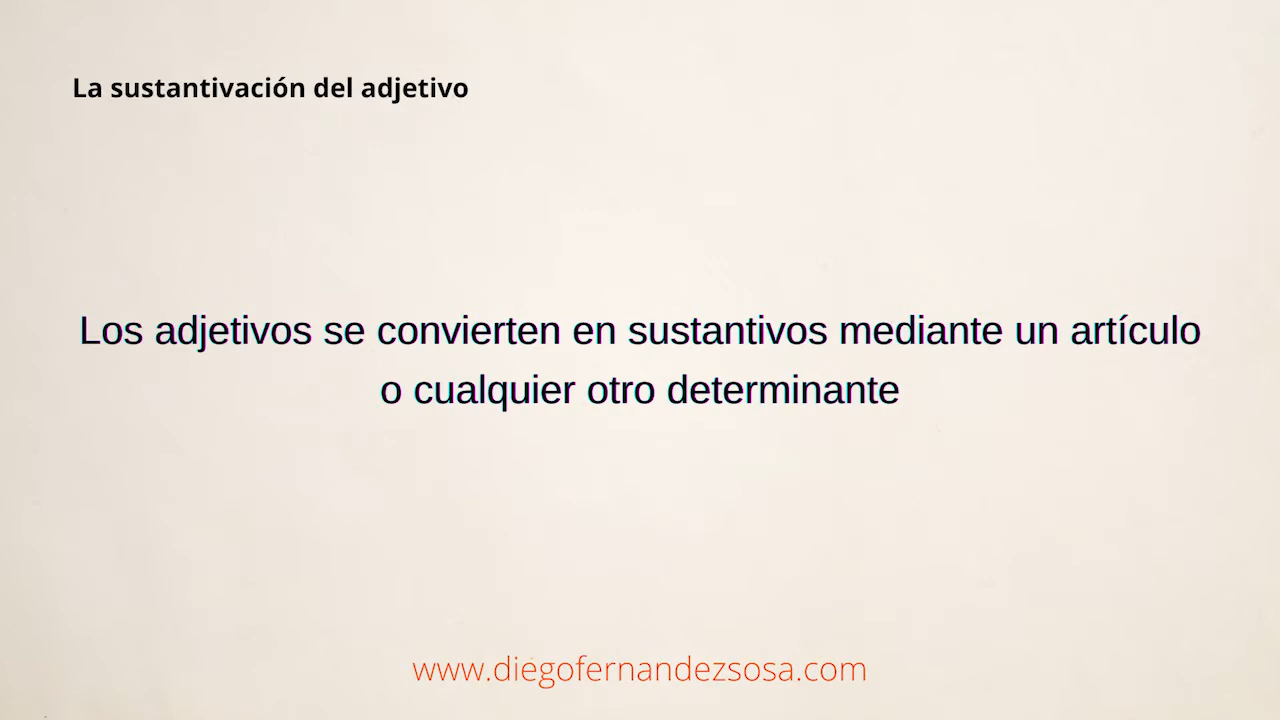 La sustantivación del adjetivo
Los adjetivos se convierten en sustantivos mediante un artículo
o cualquier otro determinante
www.diegofernandezsosa.com